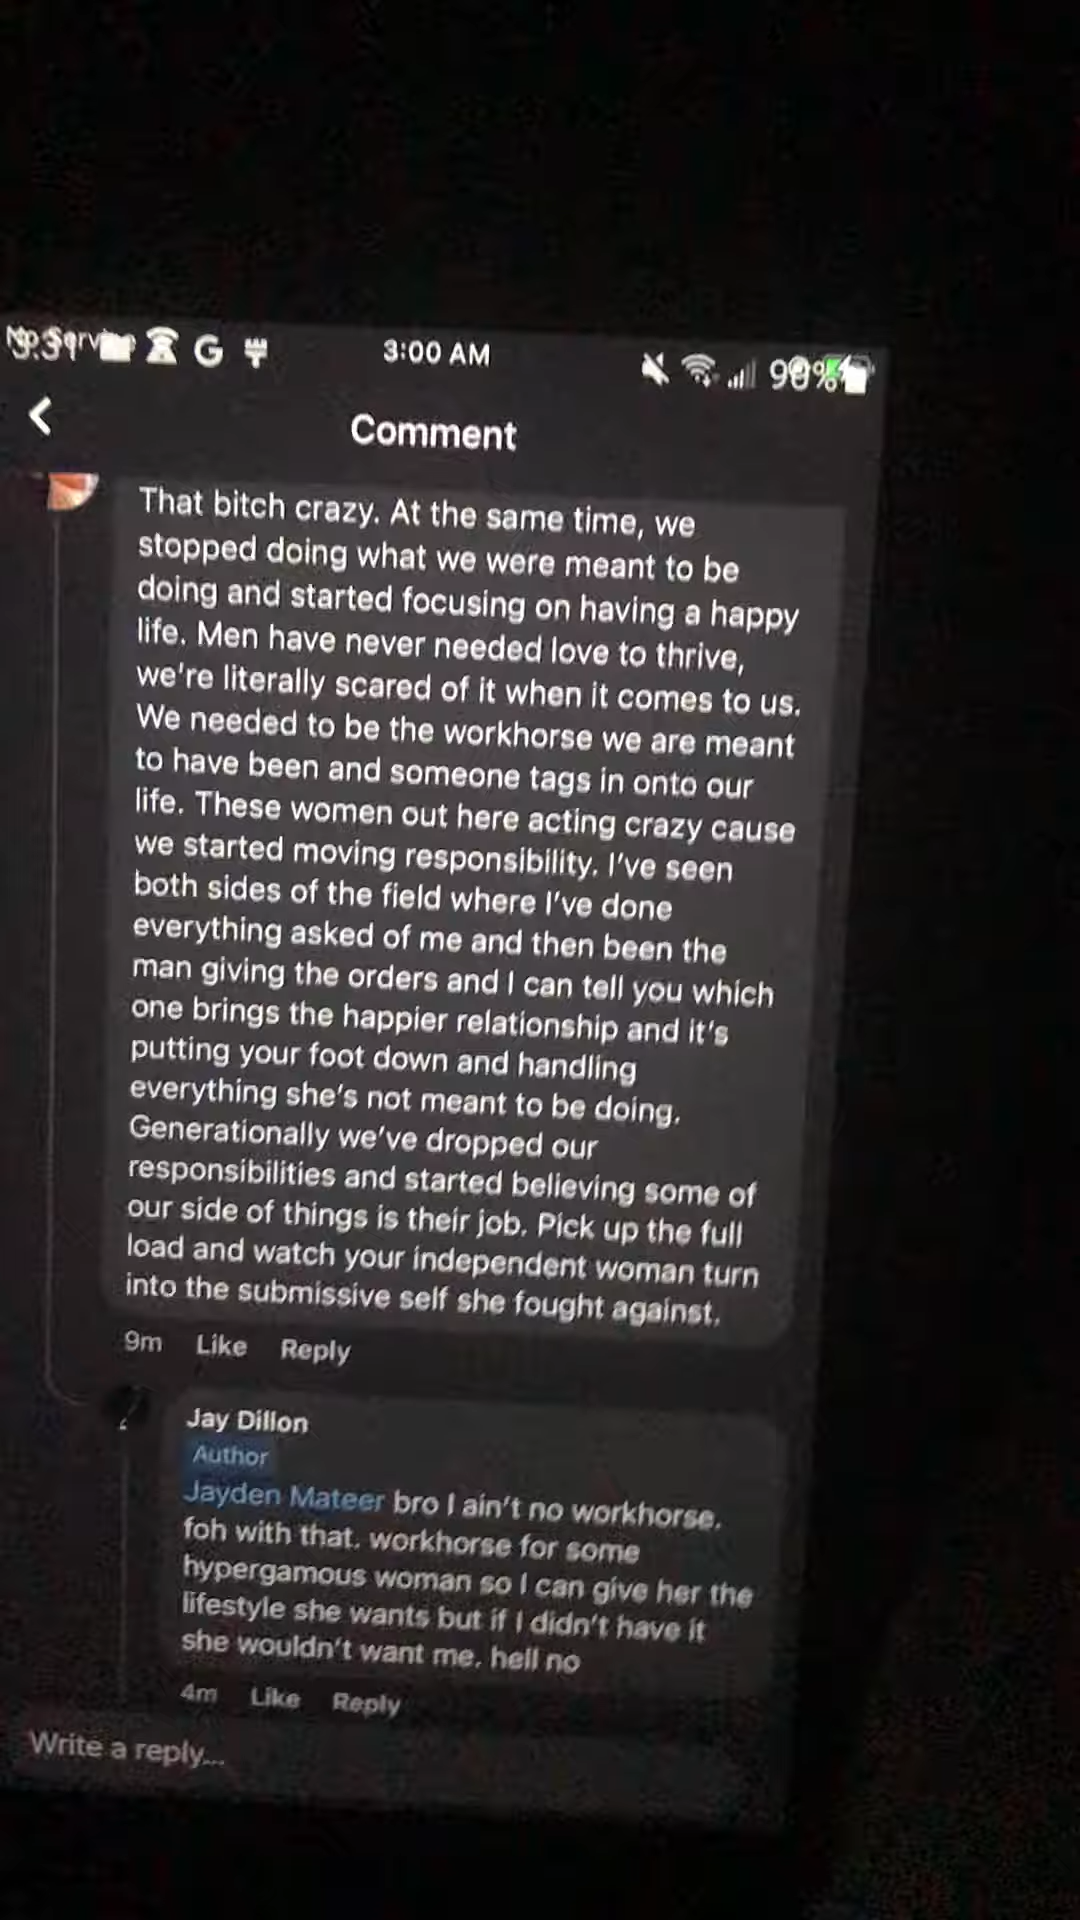 No Service
G
3:00 AM
Comment
That bitch crazy. At the same time, we
stopped doing what we were meant to be
doing and started focusing on having a happy
life. Men have never needed love to thrive,
we're literally scared of it when it comes to us.
We needed to be the workhorse we are meant
to have been and someone tags in onto our
life. These women out here acting crazy cause
we started moving responsibility. I've seen
both sides of the field where I've done
everything asked of me and then been the
man giving the orders and I can tell you which
one brings the happier relationship and it's
putting your foot down and handling
everything she's not meant to be doing.
Generationally we've dropped our
responsibilities and started believing some of
our side of things is their job. Pick up the full
load and watch your independent woman turn
into the submissive self she fought against.
9m Like Reply
Jay Dillon
Author
Jayden Mateer bro I ain't no workhorse.
foh with that. workhorse for some
hypergamous woman so I can give her the
lifestyle she wants but if I didn't have it
she wouldn't want me. hell no
4m Like Reply
Write a reply...